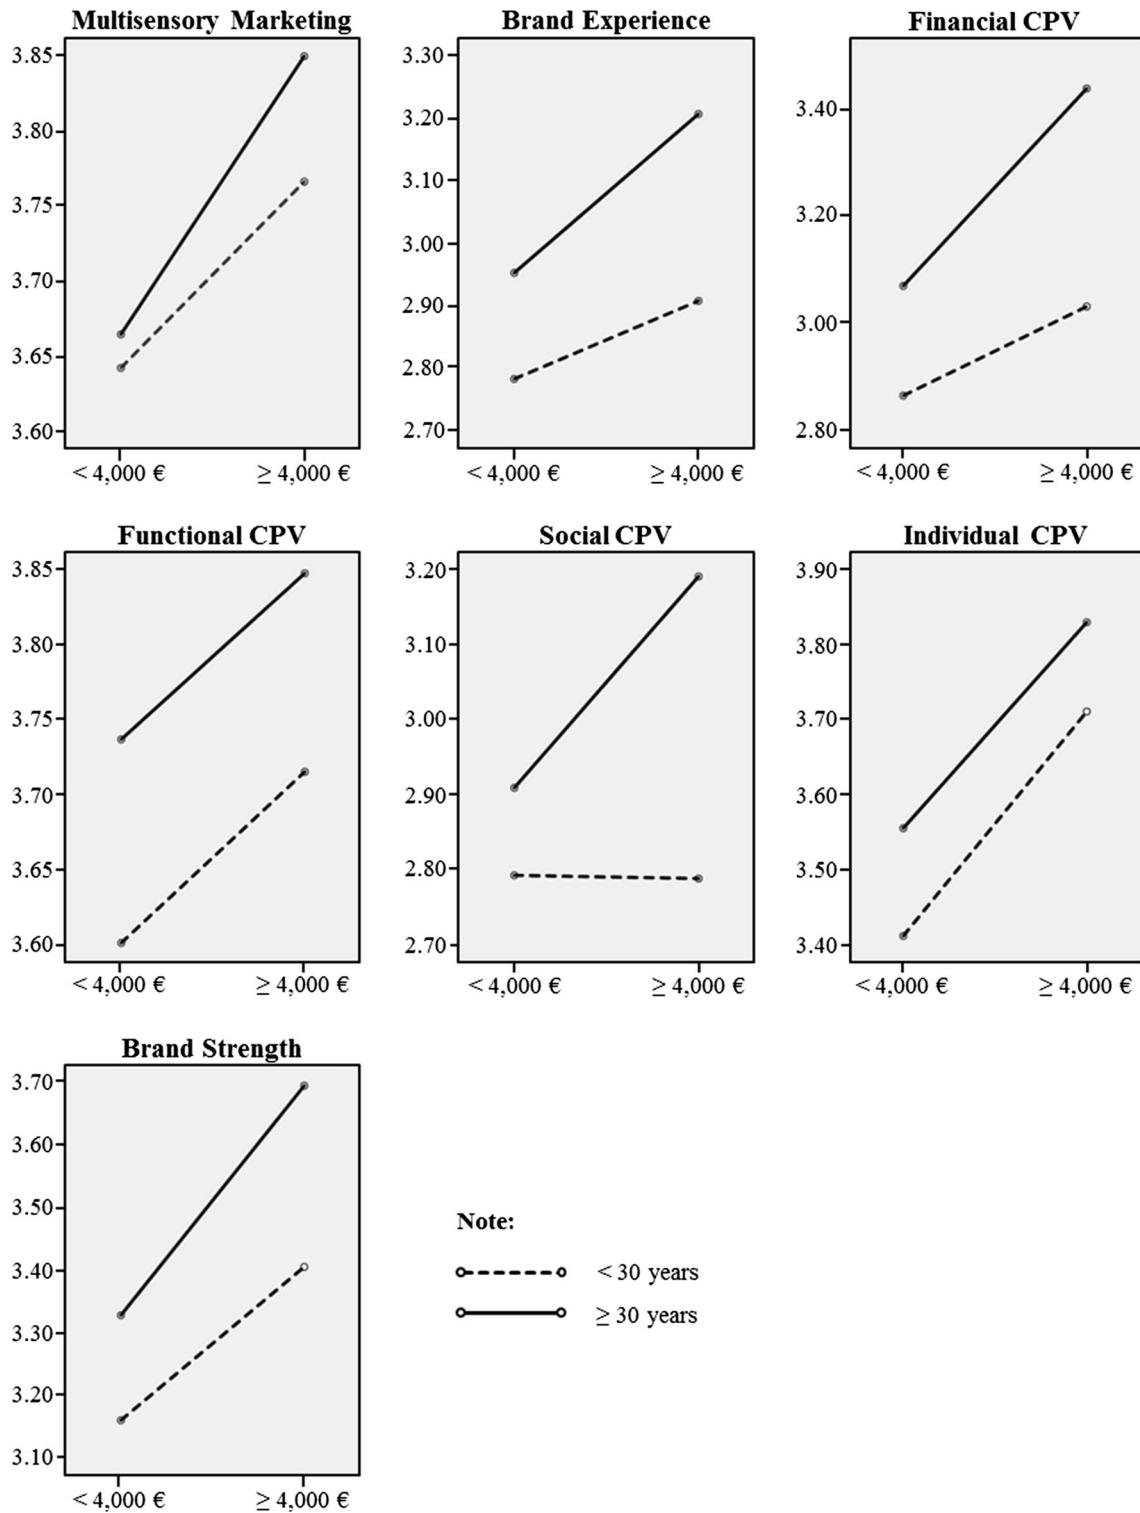 Multisensory Marketing
3.85
3.80
3.75
3.70
3.65
3.60
< 4,000 €
≥ 4,000 €
Brand Experience
3.30
3.20
3.10
3.00
2.90
2.80
2.70
< 4,000 €
≥ 4,000 €
Financial CPV
3.40
3.20
3.00
2.80
< 4,000 €
≥ 4,000 €
Functional CPV
3.85
3.80
3.75
3.70
3.65
3.60
< 4,000 €
≥ 4,000 €
Social CPV
3.20
3.10
3.00
2.90
2.80
2.70
< 4,000 €
≥ 4,000 €
Individual CPV
3.90
3.80
3.70
3.60
3.50
3.40
< 4,000 €
≥ 4,000 €
Brand Strength
3.70
3.60
3.50
3.40
3.30
3.20
3.10
< 4,000 €
≥ 4,000 €
Note:
< 30 years
≥ 30 years